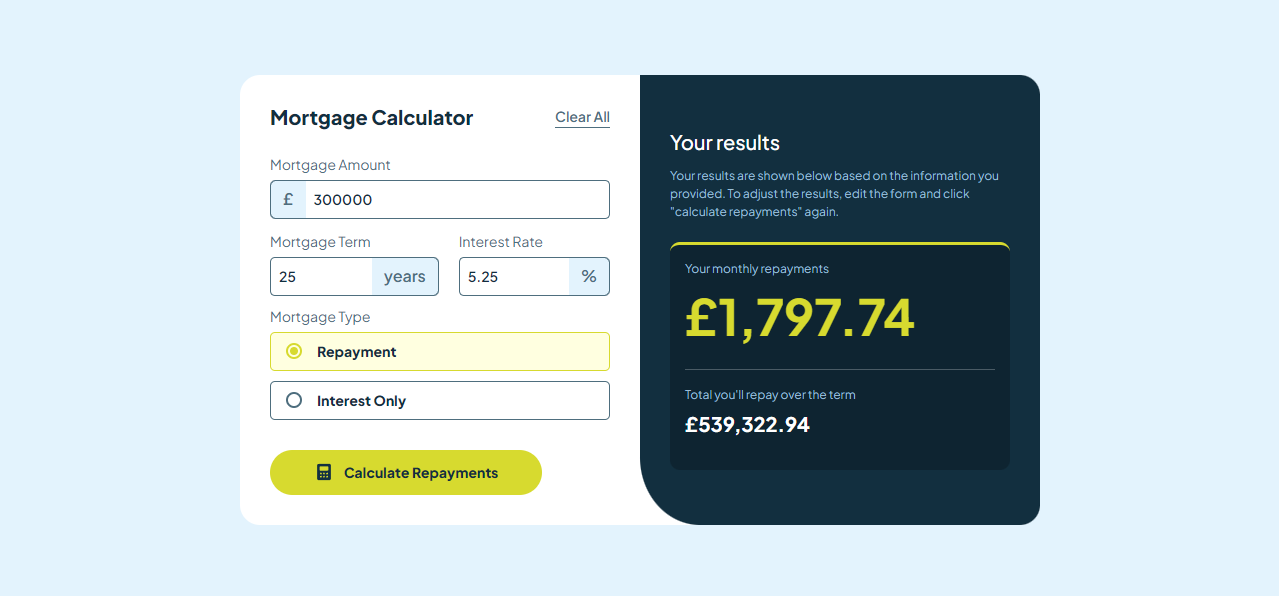 Mortgage Calculator
Clear All
Mortgage Amount
£ 300000
Mortgage Term
25 years
Interest Rate
5.25 %
Mortgage Type
Repayment
Interest Only
Calculate Repayments
Your results
Your results are shown below based on the information you
provided. To adjust the results, edit the form and click
"calculate repayments" again.
Your monthly repayments
£1,797.74
Total you'll repay over the term
£539,322.94